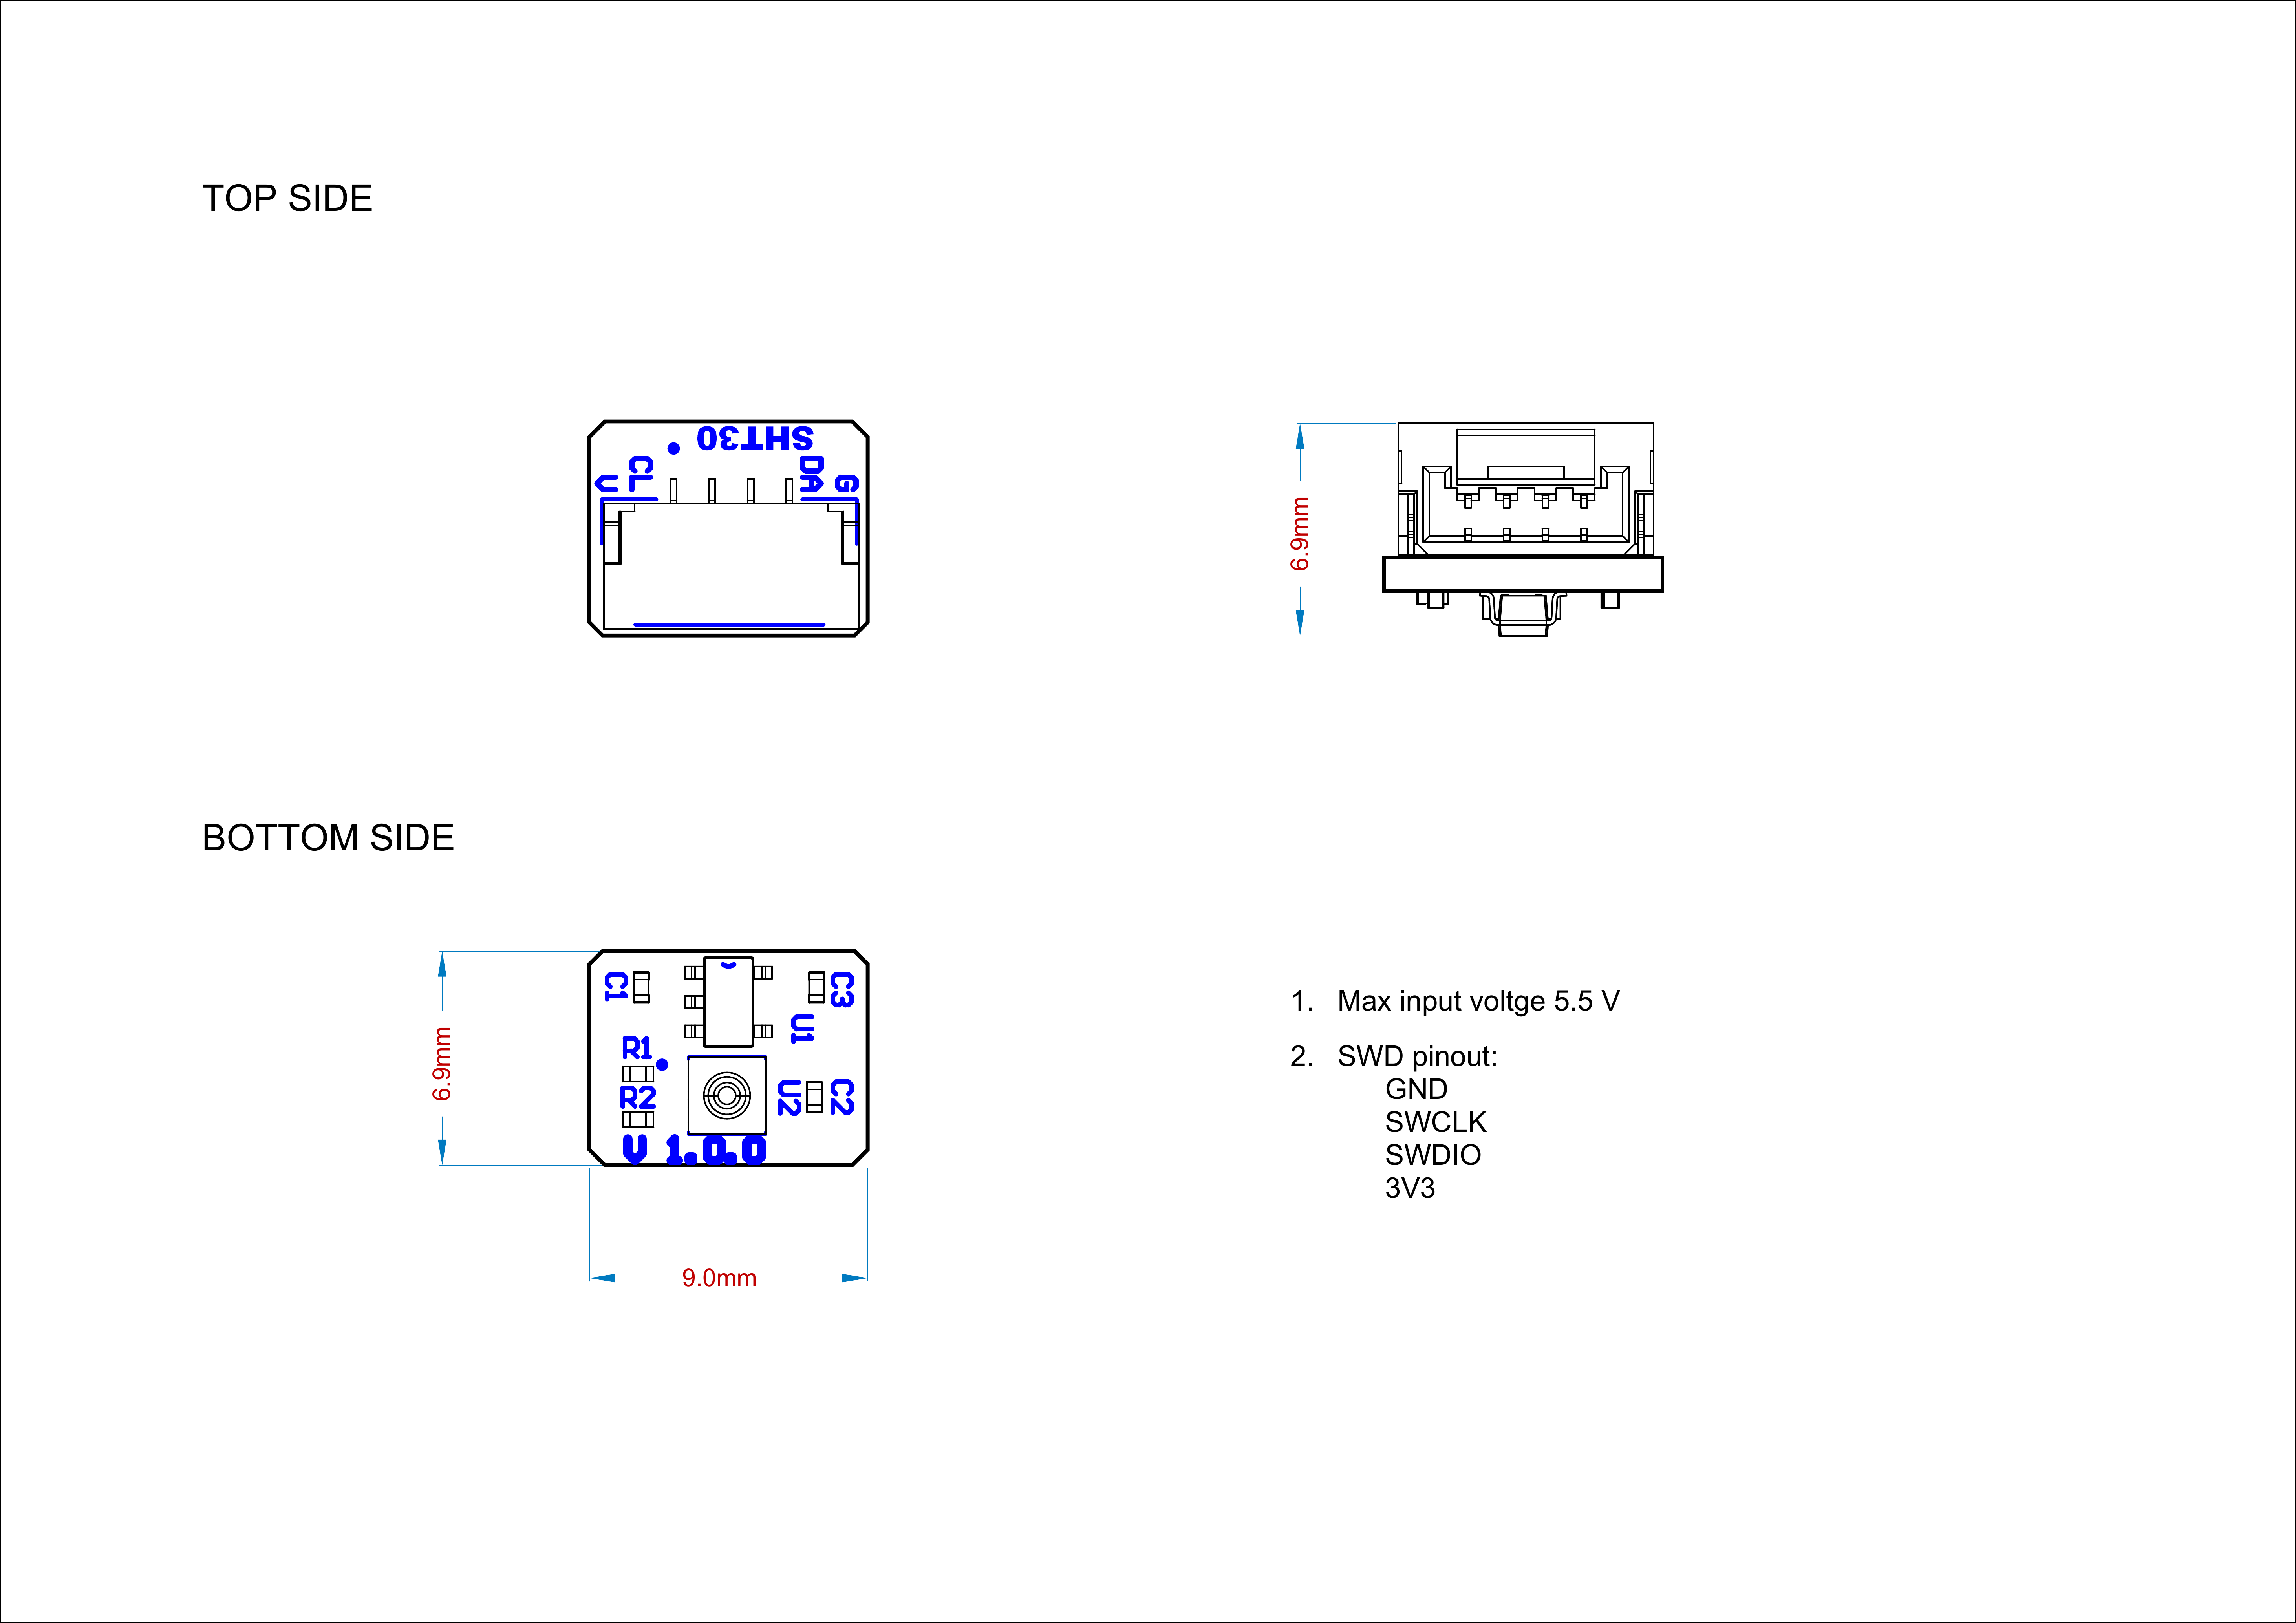 TOP SIDE
SHT30
V
CL
DA
G
6.9mm
BOTTOM SIDE
C1
C3
U1
R1
R2
U2
C2
V 1.0.0
6.9mm
9.0mm
1. Max input voltge 5.5 V
2. SWD pinout:
GND
SWCLK
SWDIO
3V3